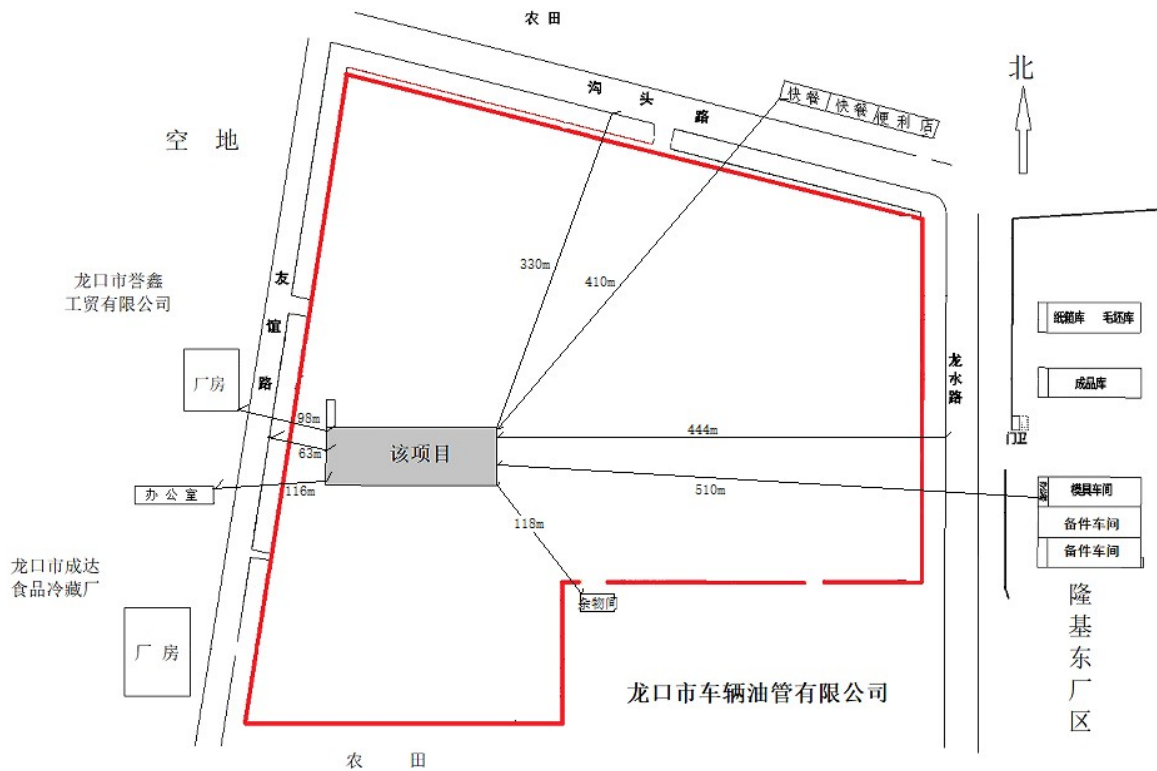 农田
北
沟头路
快餐
快餐
便利店
空地
330m
410m
龙口市誉鑫
工贸有限公司
友谊路
厂房
纸箱库
毛坯库
龙水路
成品库
98m
63m
该项目
444m
门卫
116m
办公室
510m
模具车间
118m
备件车间
备件车间
龙口市成达
食品冷藏厂
杂物间
厂房
隆基东厂区
龙口市车辆油管有限公司
农田